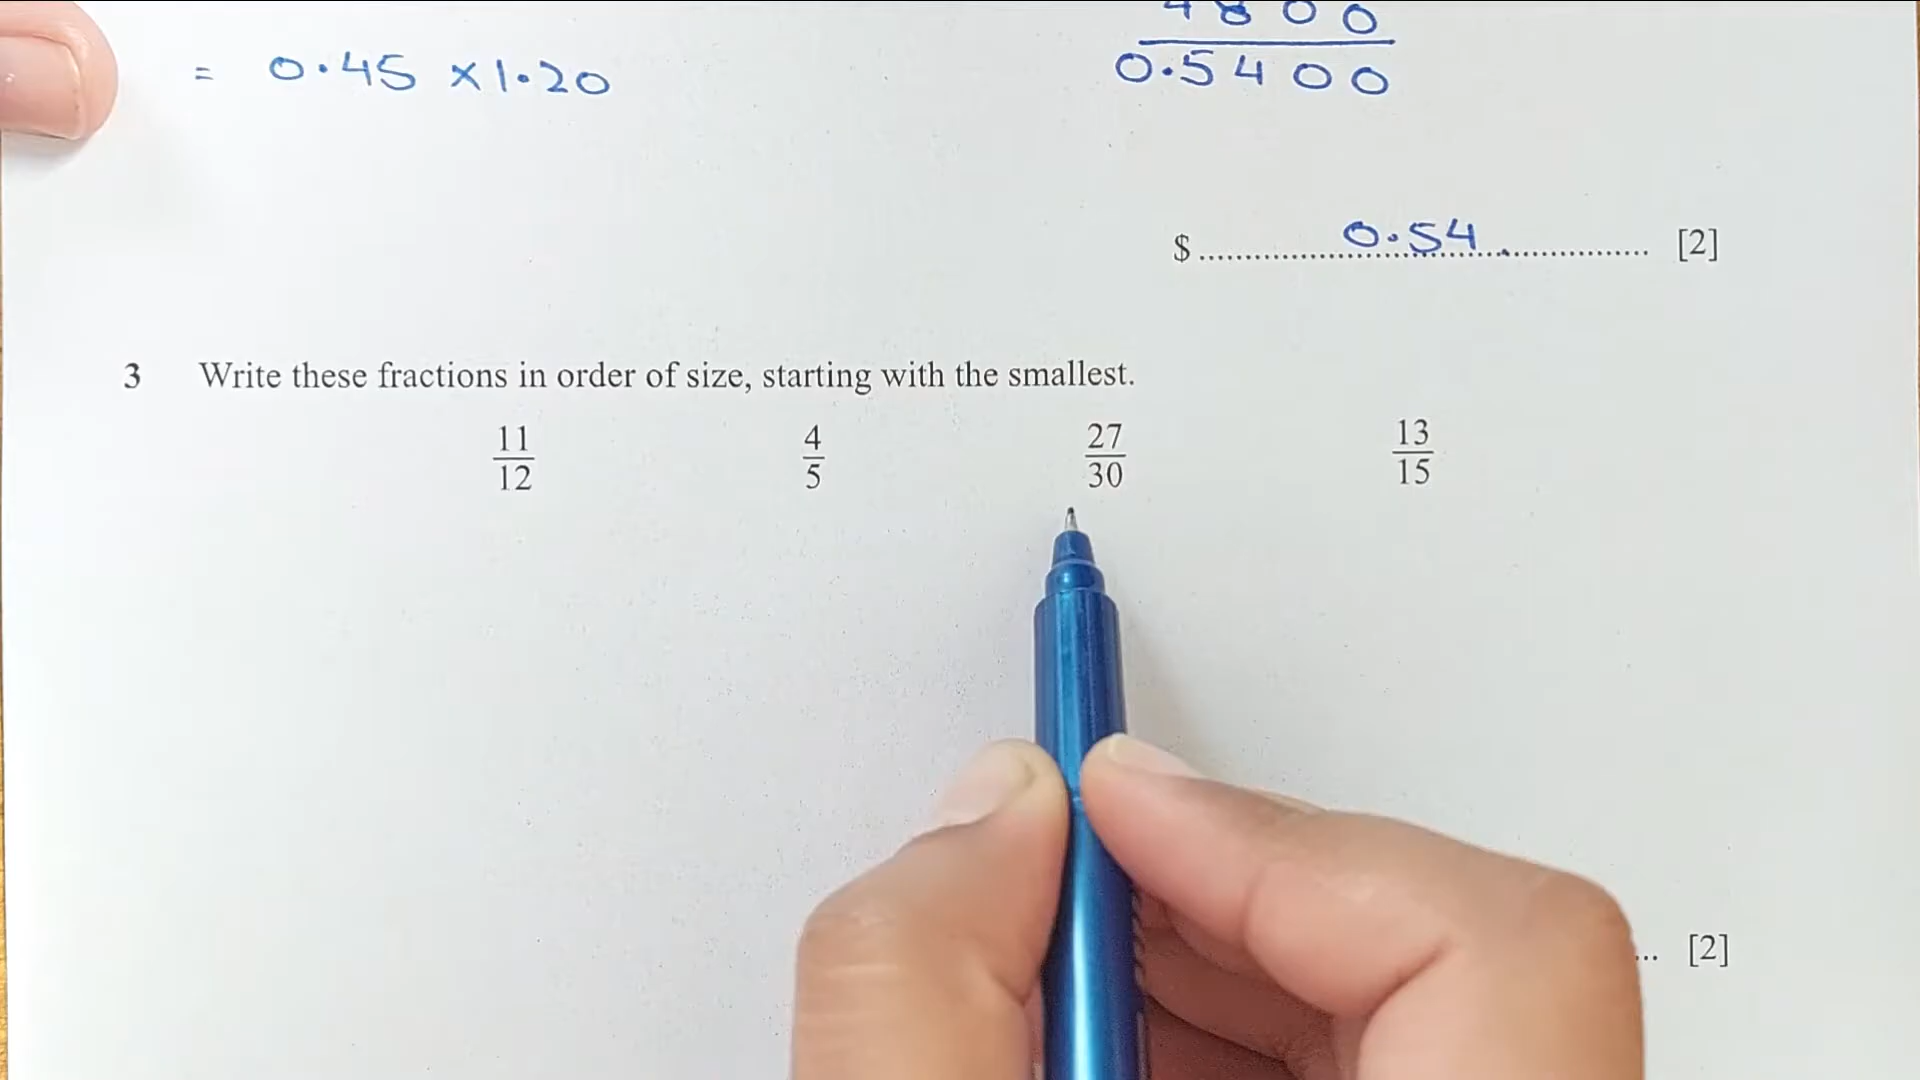 4800
= 0.45 × 1.20
0.5400
$ ........ 0.54 ........ [2]
3 Write these fractions in order of size, starting with the smallest.
11/12 4/5 27/30 13/15
... [2]